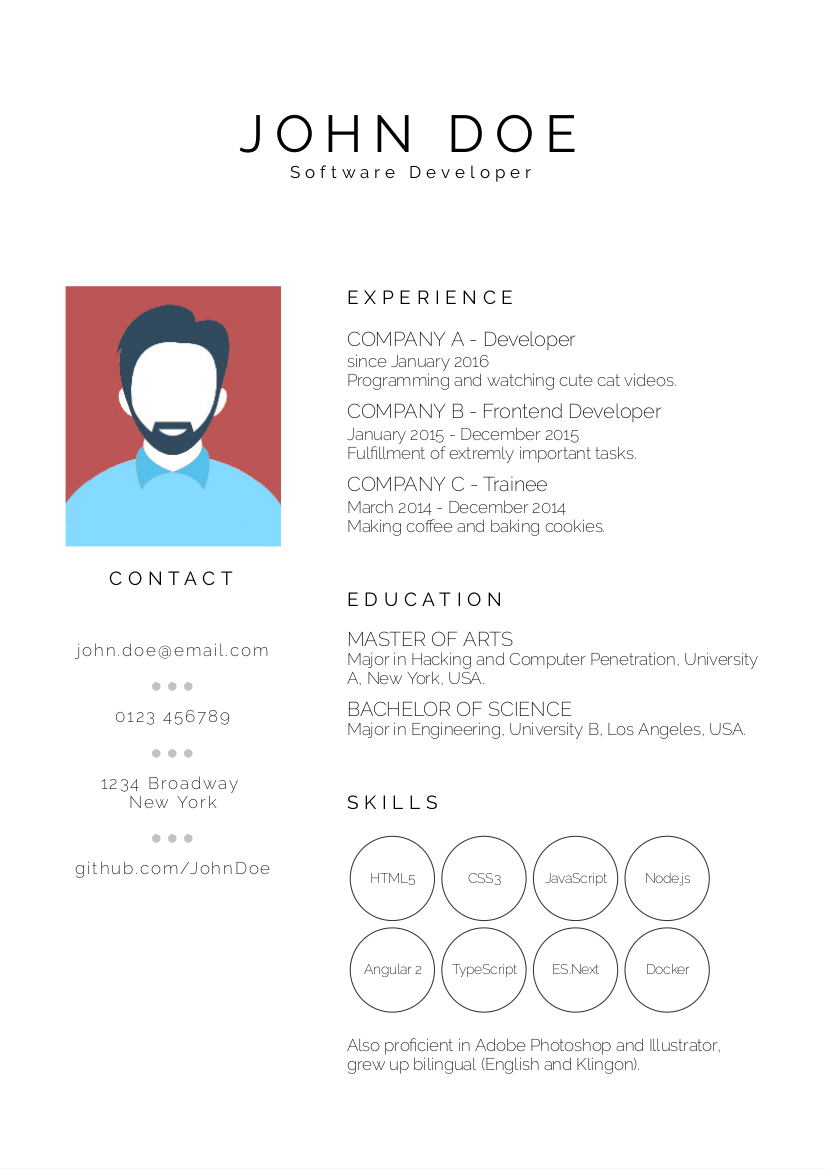 JOHN DOE
Software Developer
CONTACT
john.doe@email.com
0123 456789
1234 Broadway
New York
github.com/JohnDoe
EXPERIENCE
COMPANY A - Developer
since January 2016
Programming and watching cute cat videos.
COMPANY B - Frontend Developer
January 2015 - December 2015
Fulfillment of extremly important tasks.
COMPANY C - Trainee
March 2014 - December 2014
Making coffee and baking cookies.
EDUCATION
MASTER OF ARTS
Major in Hacking and Computer Penetration, University
A, New York, USA.
BACHELOR OF SCIENCE
Major in Engineering, University B, Los Angeles, USA.
SKILLS
HTML5 CSS3 JavaScript Node.js
Angular 2 TypeScript ES.Next Docker
Also proficient in Adobe Photoshop and Illustrator,
grew up bilingual (English and Klingon).